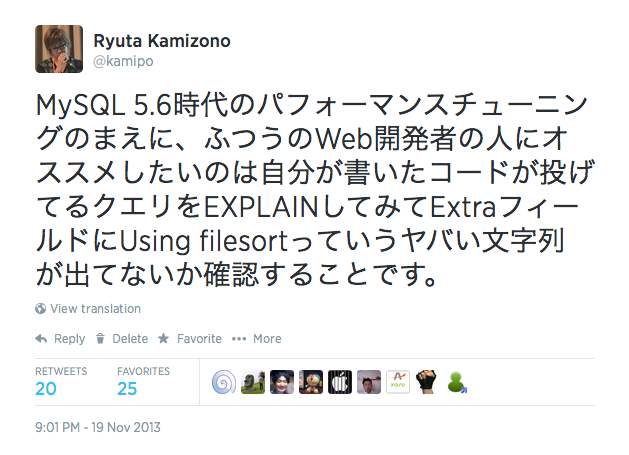 Ryuta Kamizono
@kamipo
MySQL 5.6時代のパフォーマンスチューニン
グのまえに、ふつうのWeb開発者の人にオ
ススメしたいのは自分が書いたコードが投げ
てるクエリをEXPLAINしてみてExtraフィー
ルドにUsing filesortっていうヤバい文字列
が出てないか確認することです。
View translation
Reply Delete Favorite More
RETWEETS FAVORITES
20 25
xaru
9:01 PM - 19 Nov 2013